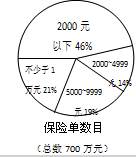 2000 元
以下 46%
2000~4999
元 14%
5000~9999
元 19%
不少于 1
万元 21%
保险单数目
(总数 700 万元)